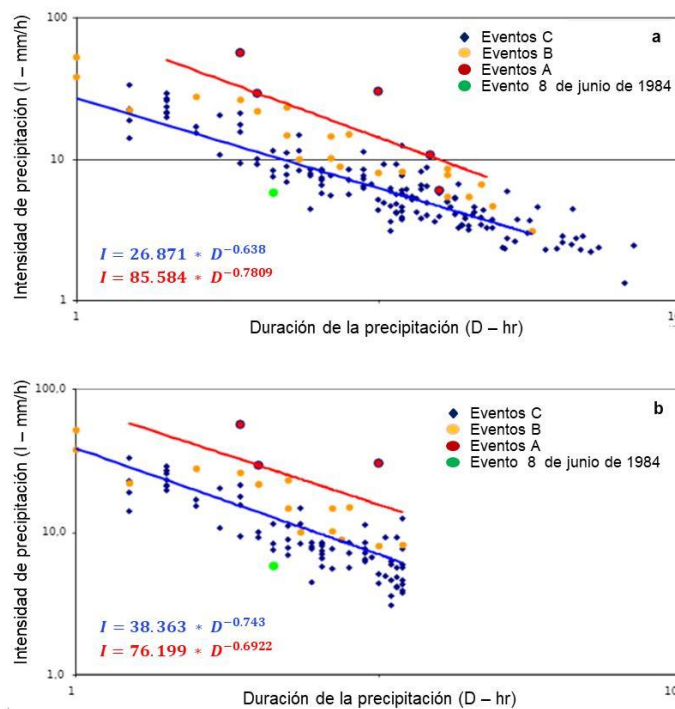 100
a
Eventos C
Eventos B
Eventos A
Evento 8 de junio de 1984
10
1
Intensidad de precipitación (I – mm/h)
I = 26.871 * D^−0.638
I = 85.584 * D^−0.7809
1
10
Duración de la precipitación (D – hr)
100,0
b
Eventos C
Eventos B
Eventos A
Evento 8 de junio de 1984
10,0
1,0
Intensidad de precipitación (I – mm/h)
I = 38.363 * D^−0.743
I = 76.199 * D^−0.6922
1
10
Duración de la precipitación (D – hr)